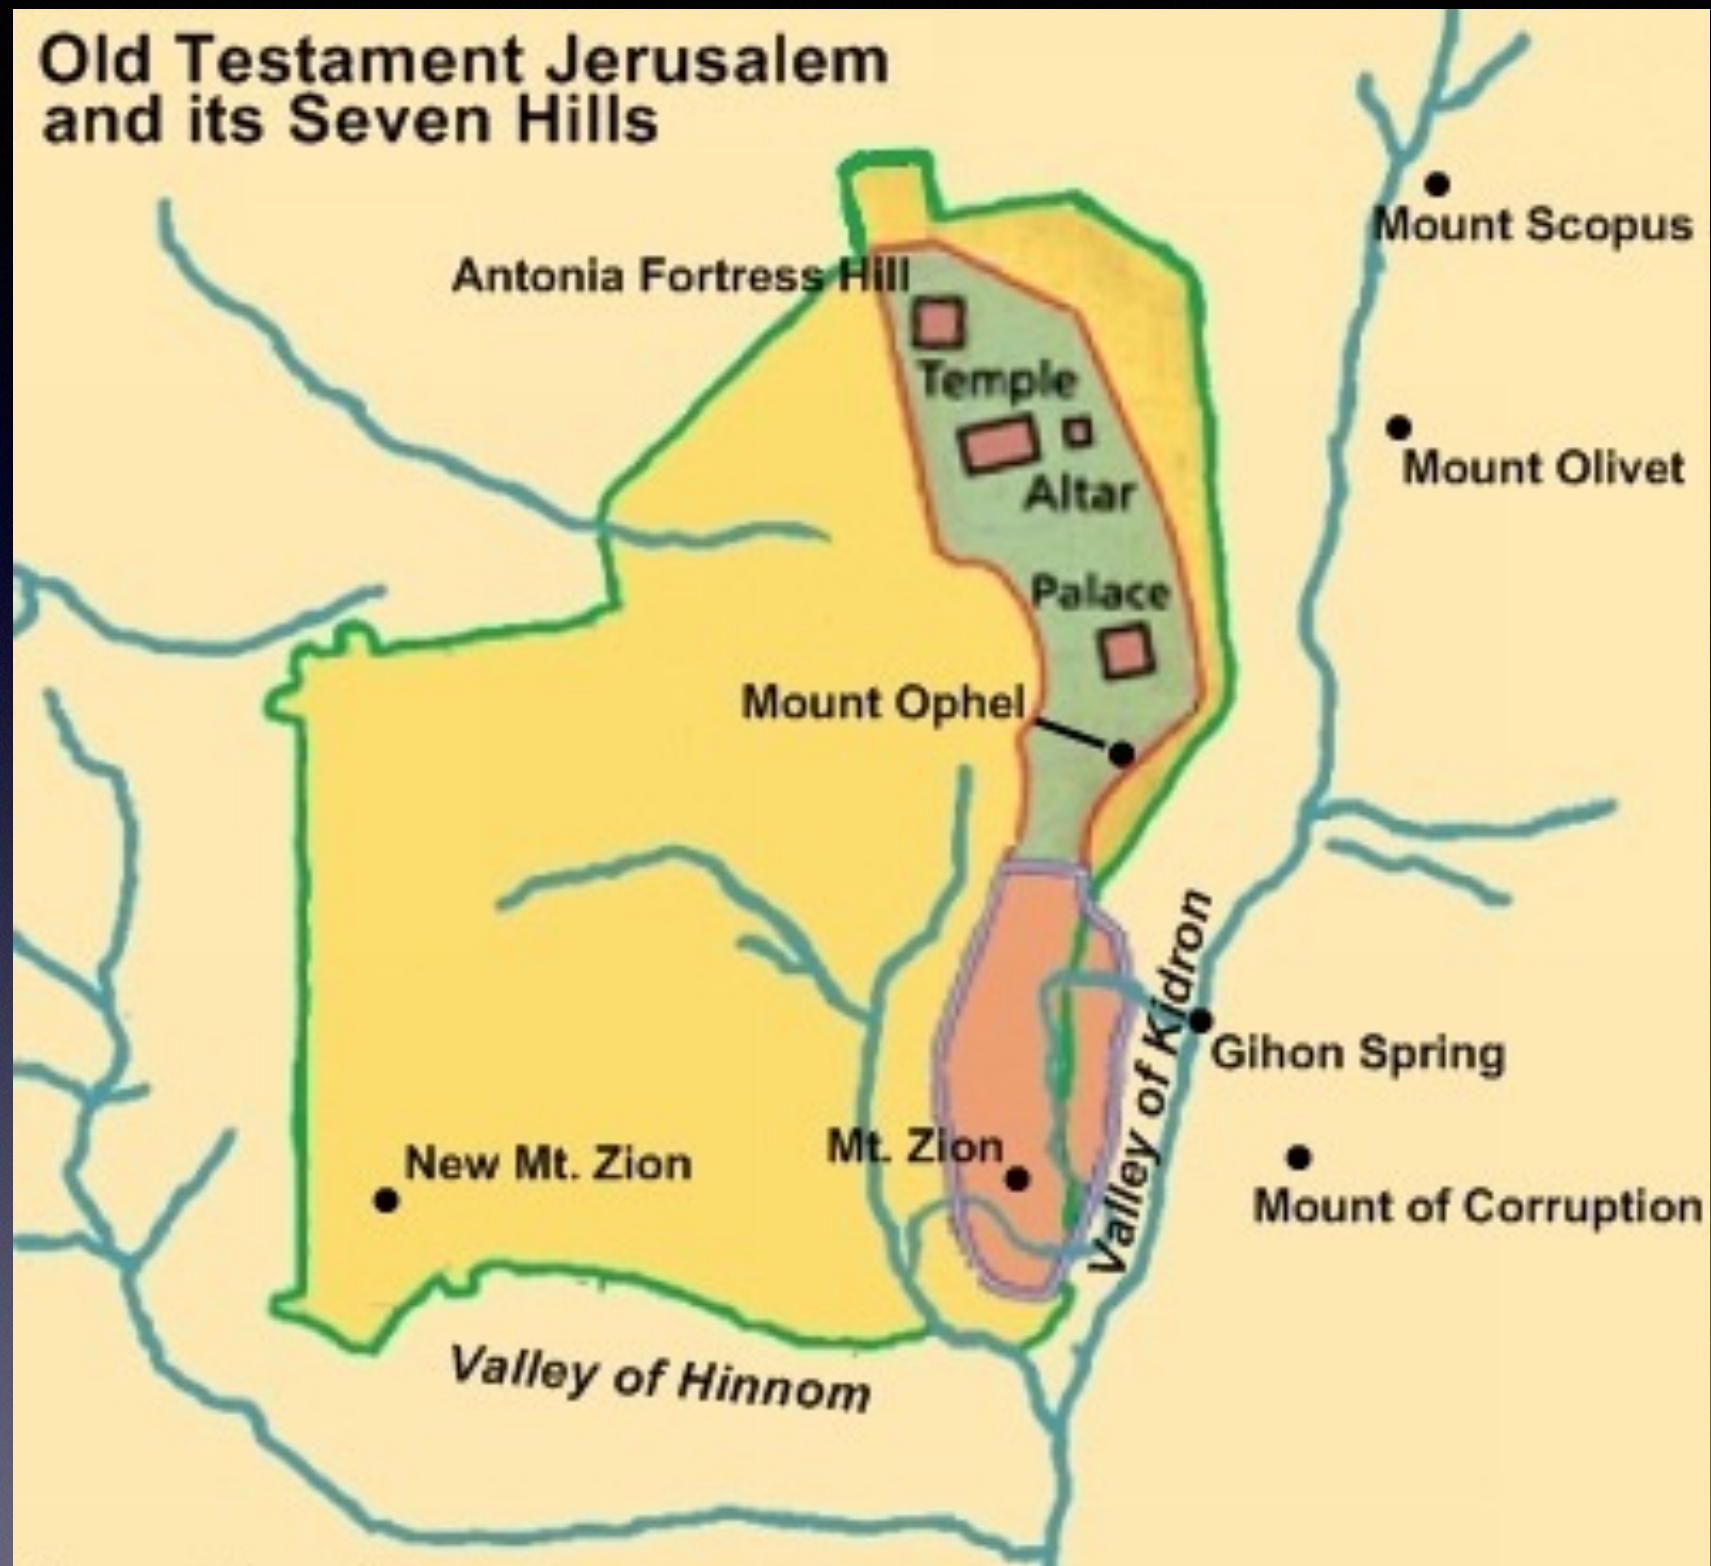 Old Testament Jerusalem
and its Seven Hills
Mount Scopus
Antonia Fortress Hill
Temple
Mount Olivet
Altar
Palace
Mount Ophel
Valley of Kidron
Gihon Spring
Mt. Zion
New Mt. Zion
Mount of Corruption
Valley of Hinnom